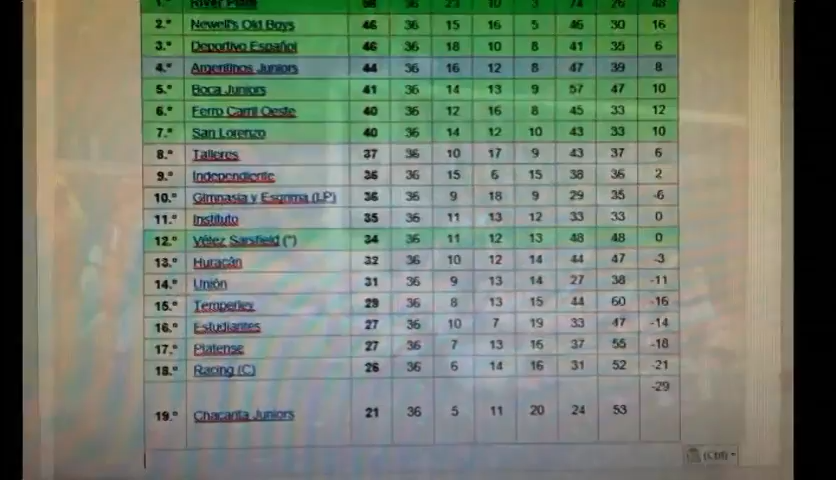 1.° River Plate 56 36 23 10 3 74 26 48
2.° Newell's Old Boys 46 36 15 16 5 46 30 16
3.° Deportivo Español 46 36 18 10 8 41 35 6
4.° Argentinos Juniors 44 36 16 12 8 47 39 8
5.° Boca Juniors 41 36 14 13 9 57 47 10
6.° Ferro Carril Oeste 40 36 12 16 8 45 33 12
7.° San Lorenzo 40 36 14 12 10 43 33 10
8.° Talleres 37 36 10 17 9 43 37 6
9.° Independiente 36 36 15 6 15 38 36 2
10.° Gimnasia y Esgrima (LP) 36 36 9 18 9 29 35 -6
11.° Instituto 35 36 11 13 12 33 33 0
12.° Vélez Sarsfield (*) 34 36 11 12 13 48 48 0
13.° Huracán 32 36 10 12 14 44 47 -3
14.° Unión 31 36 9 13 14 27 38 -11
15.° Temperley 29 36 8 13 15 44 60 -16
16.° Estudiantes 27 36 10 7 19 33 47 -14
17.° Platense 27 36 7 13 16 37 55 -18
18.° Racing (C) 26 36 6 14 16 31 52 -21
19.° Chacarita Juniors 21 36 5 11 20 24 53 -29
(Ctrl)